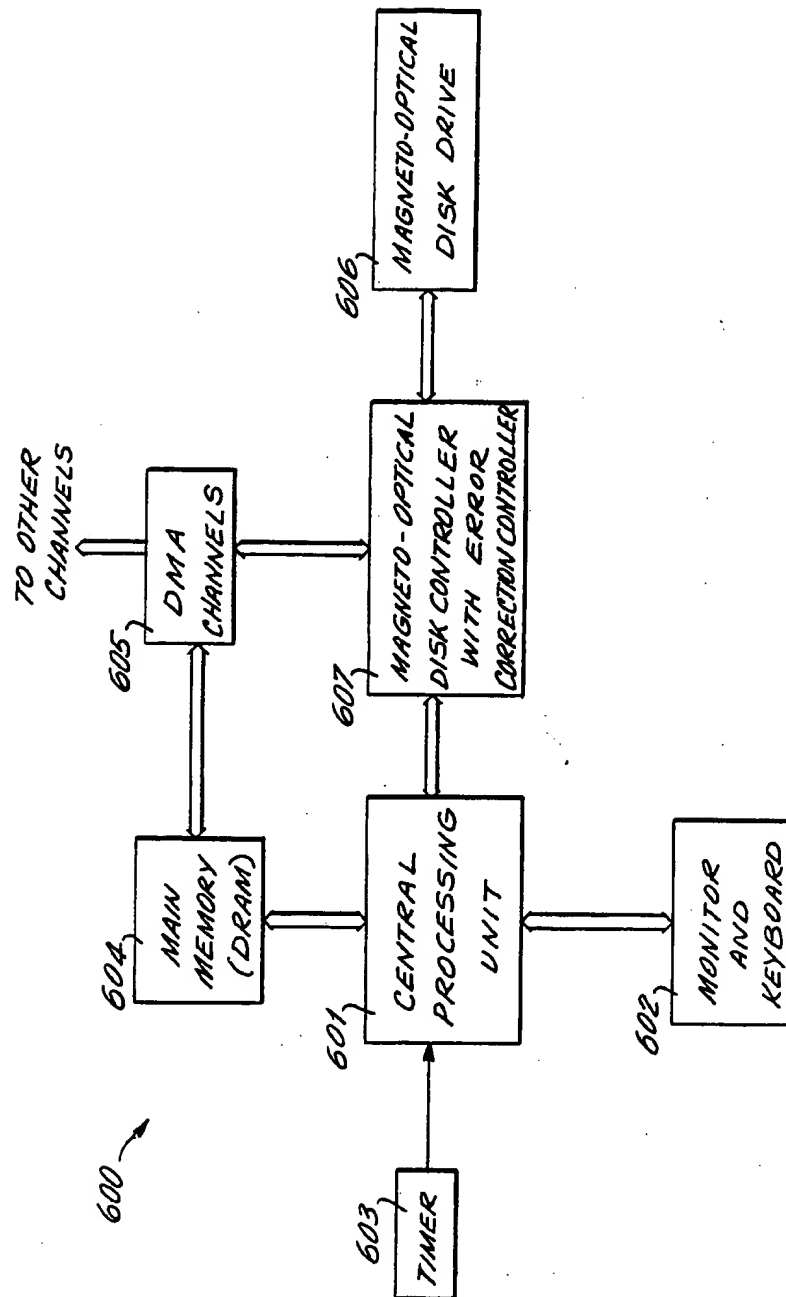 600
TO OTHER
CHANNELS
604
MAIN
MEMORY
(DRAM)
605
DMA
CHANNELS
603
TIMER
601
CENTRAL
PROCESSING
UNIT
607
MAGNETO-OPTICAL
DISK CONTROLLER
WITH ERROR
CORRECTION CONTROLLER
606
MAGNETO-OPTICAL
DISK DRIVE
602
MONITOR
AND
KEYBOARD